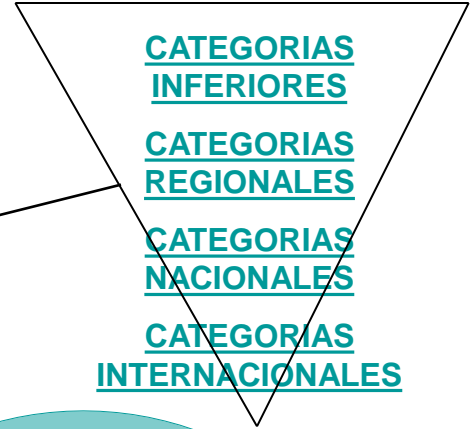 CATEGORIAS
INFERIORES
CATEGORIAS
REGIONALES
CATEGORIAS
NACIONALES
CATEGORIAS
INTERNACIONALES